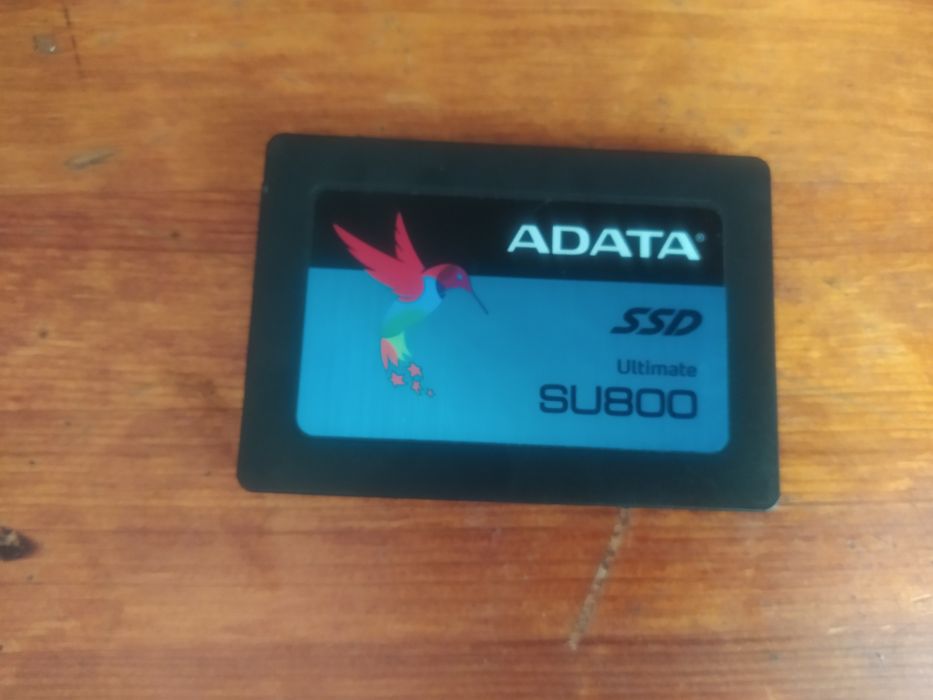 ADATA®
SSD
Ultimate
SU800